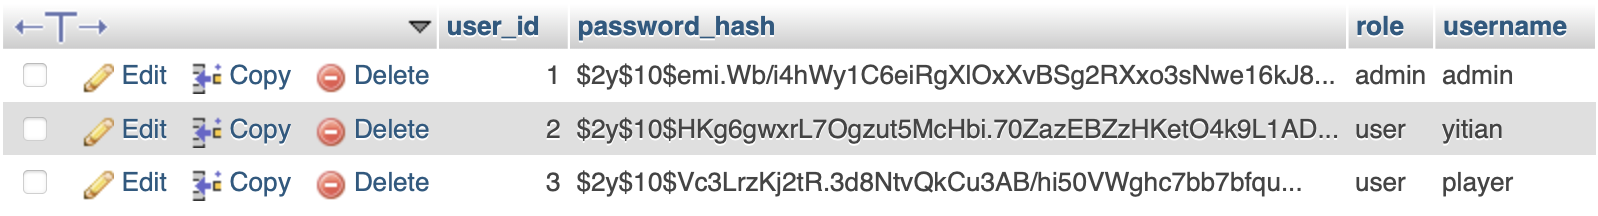 user_id password_hash role username
Edit Copy Delete 1 $2y$10$emi.Wb/i4hWy1C6eiRgXlOxXvBSg2RXxo3sNwe16kJ8... admin admin
Edit Copy Delete 2 $2y$10$HKg6gwxrL7Ogzut5McHbi.70ZazEBZzHKetO4k9L1AD... user yitian
Edit Copy Delete 3 $2y$10$Vc3LrzKj2tR.3d8NtvQkCu3AB/hi50VWghc7bb7bfqu... user player